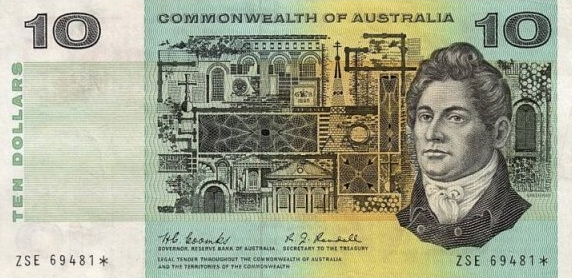 10 COMMONWEALTH OF AUSTRALIA 10
TEN DOLLARS
H.C. Coombs R. J. Randall
GOVERNOR, RESERVE BANK OF AUSTRALIA SECRETARY TO THE TREASURY
LEGAL TENDER THROUGHOUT THE COMMONWEALTH OF AUSTRALIA
AND THE TERRITORIES OF THE COMMONWEALTH
ZSE 69481* ZSE 69481*